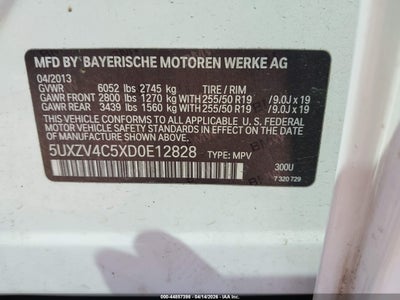 MFD BY BAYERISCHE MOTOREN WERKE AG
04/2013
GVWR 6052 lbs 2745 kg TIRE / RIM
GAWR FRONT 2800 lbs 1270 kg WITH 255/50 R19 /9.0J x 19
GAWR REAR 3439 lbs 1560 kg WITH 255/50 R19 /9.0J x 19
THIS VEHICLE CONFORMS TO ALL APPLICABLE U.S. FEDERAL
MOTOR VEHICLE SAFETY STANDARDS IN EFFECT ON THE
DATE OF MANUFACTURE SHOWN ABOVE.
5UXZV4C5XD0E12828 TYPE: MPV
300U
7 320 729
000-44857398 - 04/14/2026 - IAA, Inc.